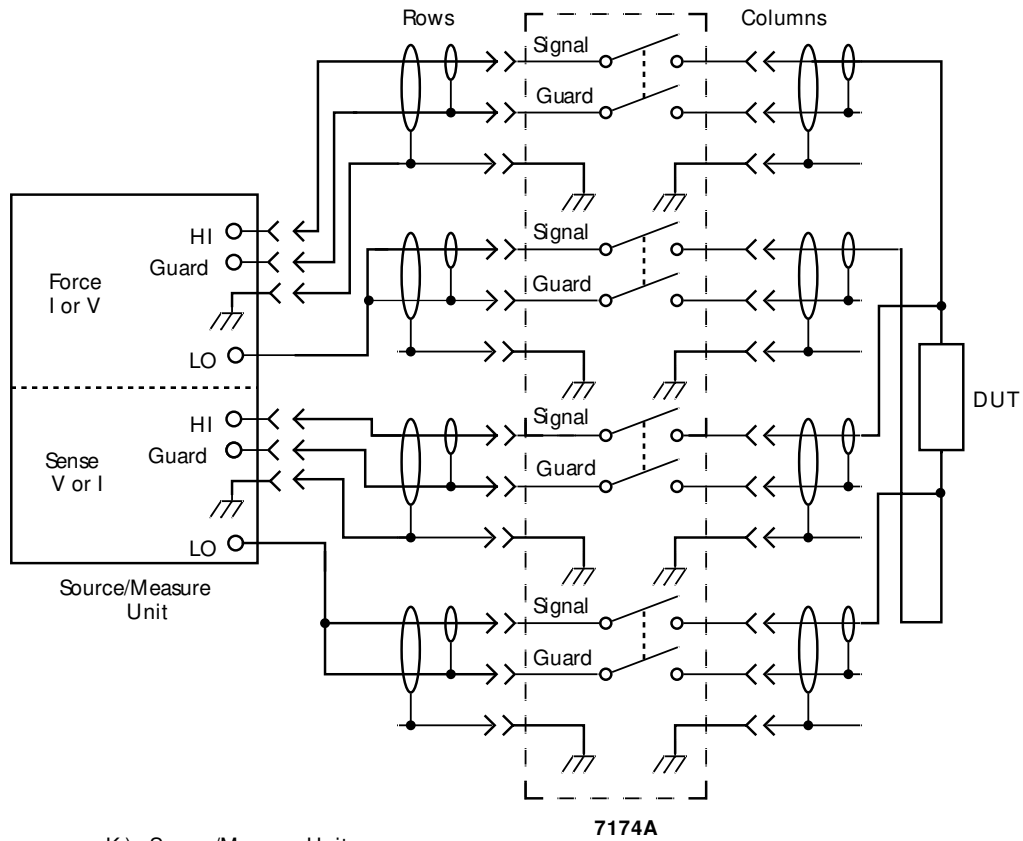 Rows
Columns
Signal
Guard
HI
Guard
Force
I or V
LO
Signal
Guard
HI
Guard
Sense
V or I
LO
Signal
Guard
DUT
Source/Measure
Unit
Signal
Guard
7174A